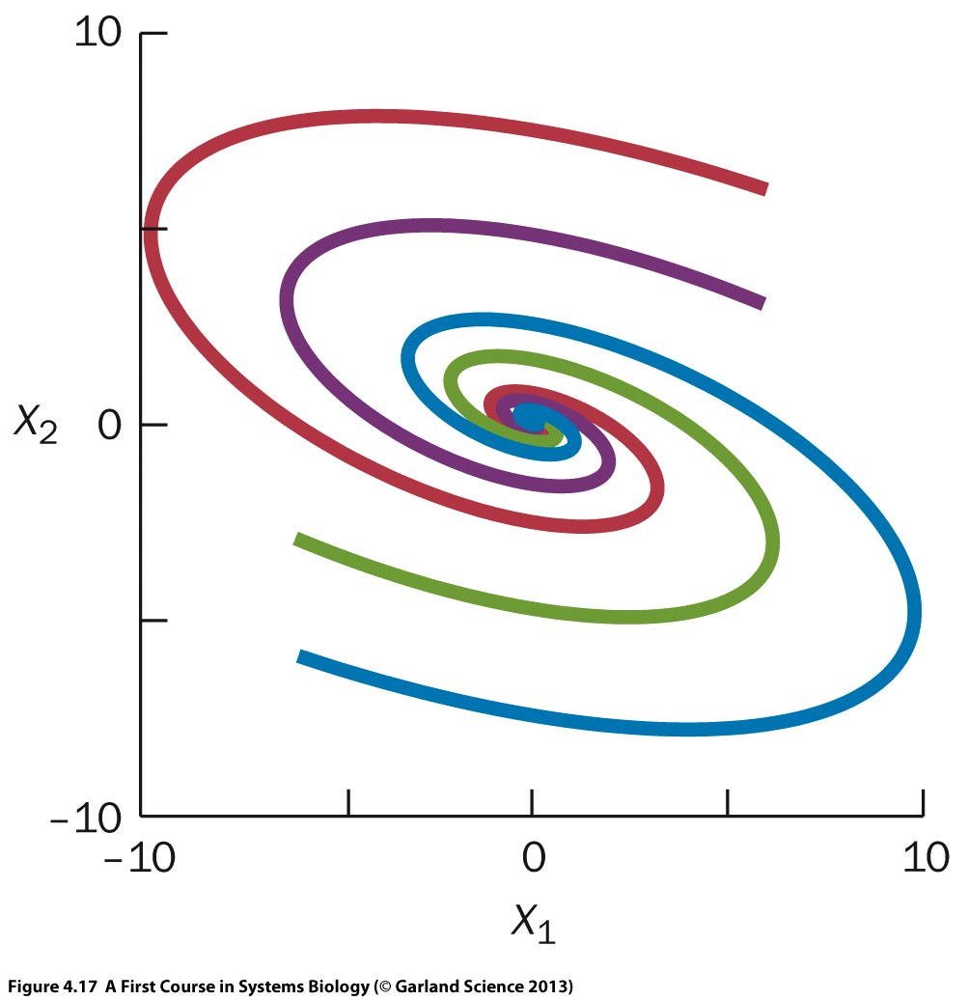 10
X₂
0
–10
–10 0 10
X₁
Figure 4.17 A First Course in Systems Biology (© Garland Science 2013)